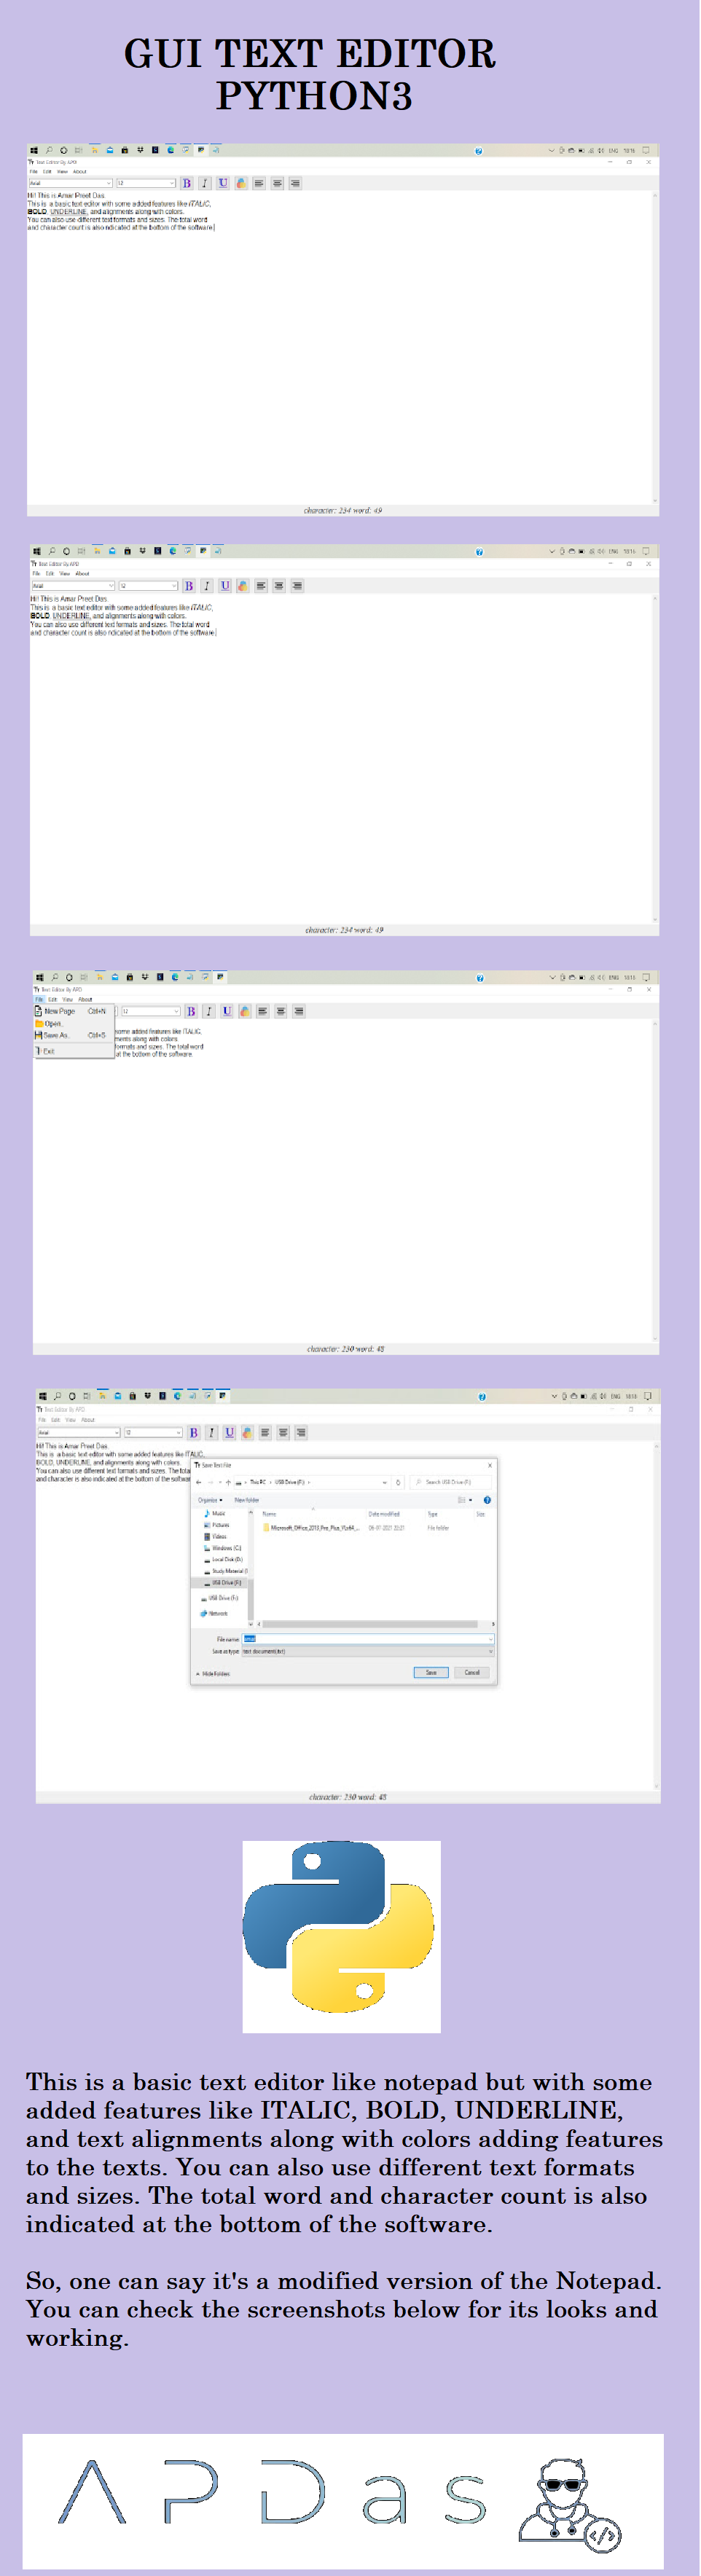 GUI TEXT EDITOR
PYTHON3
ENG
Text Editor By APD
File Edit View About
Arial 12 B I U
Hi! This is Amar Preet Das.
This is a basic text editor with some added features like ITALIC,
BOLD, UNDERLINE, and alignments along with colors.
You can also use different text formats and sizes. The total word
and character count is also ndicated at the bottom of the software.
character: 234 word: 49
ENG
Text Editor By APD
File Edit View About
Arial 12 B I U
Hi! This is Amar Preet Das.
This is a basic text editor with some added features like ITALIC,
BOLD, UNDERLINE, and alignments along with colors.
You can also use different text formats and sizes. The total word
and character count is also ndicated at the bottom of the software.
character: 234 word: 49
ENG
Text Editor By APD
File Edit View About
New Page Ctrl+N 12 B I U
Open..
Save As.. Ctrl+S
Exit
some added features like ITALIC,
ments along with colors.
formats and sizes. The total word
at the bottom of the software.
character: 230 word: 48
ENG
Text Editor By APD
File Edit View About
Arial 12 B I U
Hi! This is Amar Preet Das.
This is a basic text editor with some added features like ITALIC,
BOLD, UNDERLINE, and alignments along with colors.
You can also use different text formats and sizes. The total
and character is also indicated at the bottom of the softwar
Save Text File
This PC > USB Drive (F:) >
Search USB Drive (F:)
Organize New folder
Name Date modified Type Size
Music
Pictures
Videos
Windows (C:)
Local Disk (D:)
Study Material (
USB Drive (F:)
USB Drive (F:)
Network
06-07-2021 File folder
File name:
Save as type: text document(.txt)
Hide Folders Save Cancel
character: 230 word: 48
This is a basic text editor like notepad but with some
added features like ITALIC, BOLD, UNDERLINE,
and text alignments along with colors adding features
to the texts. You can also use different text formats
and sizes. The total word and character count is also
indicated at the bottom of the software.
So, one can say it's a modified version of the Notepad.
You can check the screenshots below for its looks and
working.
APDas